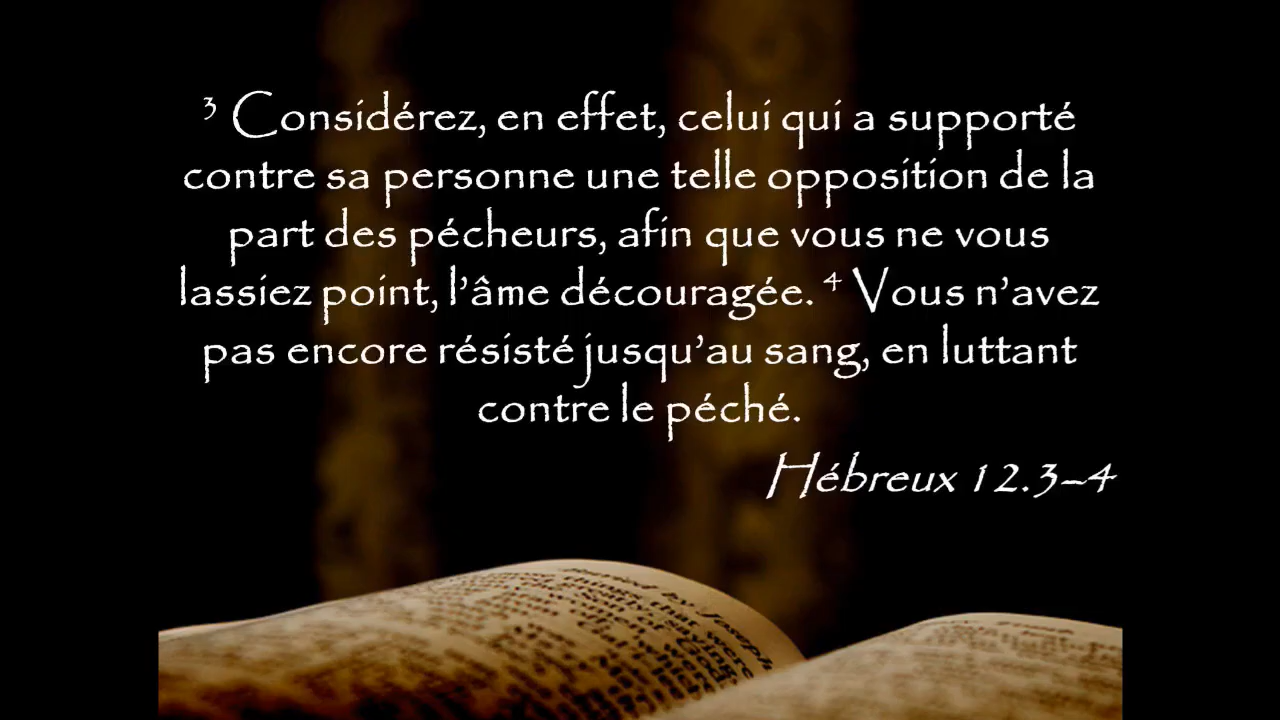 ³ Considérez, en effet, celui qui a supporté
contre sa personne une telle opposition de la
part des pécheurs, afin que vous ne vous
lassiez point, l’âme découragée. ⁴ Vous n’avez
pas encore résisté jusqu’au sang, en luttant
contre le péché.
Hébreux 12.3–4